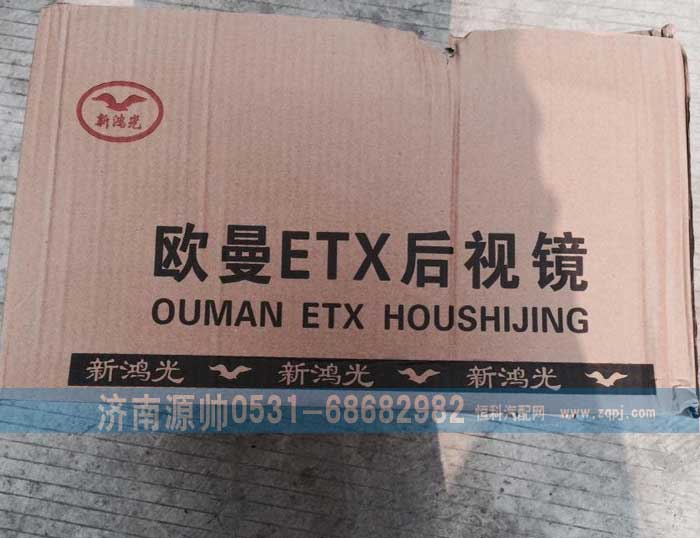 新鸿光
欧曼ETX后视镜
OUMAN ETX HOUSHIJING
新鸿光 新鸿光 新鸿光
济南源帅0531-68682982 恒科汽配网 www.zqpj.com